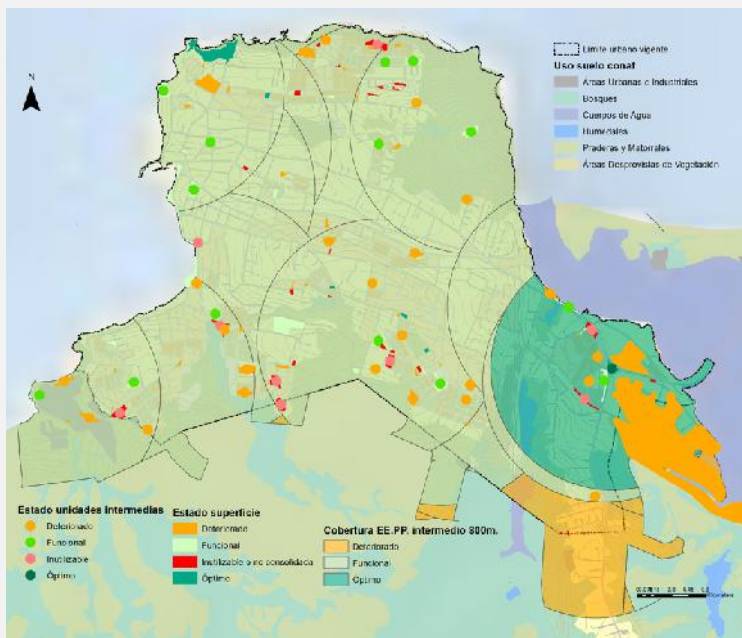 N
Limite urbano vigente
Uso suelo conaf
Áreas Urbanas e Industriales
Bosques
Cuerpos de Agua
Humedales
Praderas y Matorrales
Áreas Desprovistas de Vegetación
Estado unidades intermedias
Deteriorado
Funcional
Inutilizable
Óptimo
Estado superficie
Deteriorado
Funcional
Inutilizable o no consolidada
Óptimo
Cobertura EE.PP. intermedio 800m.
Deteriorado
Funcional
Óptimo